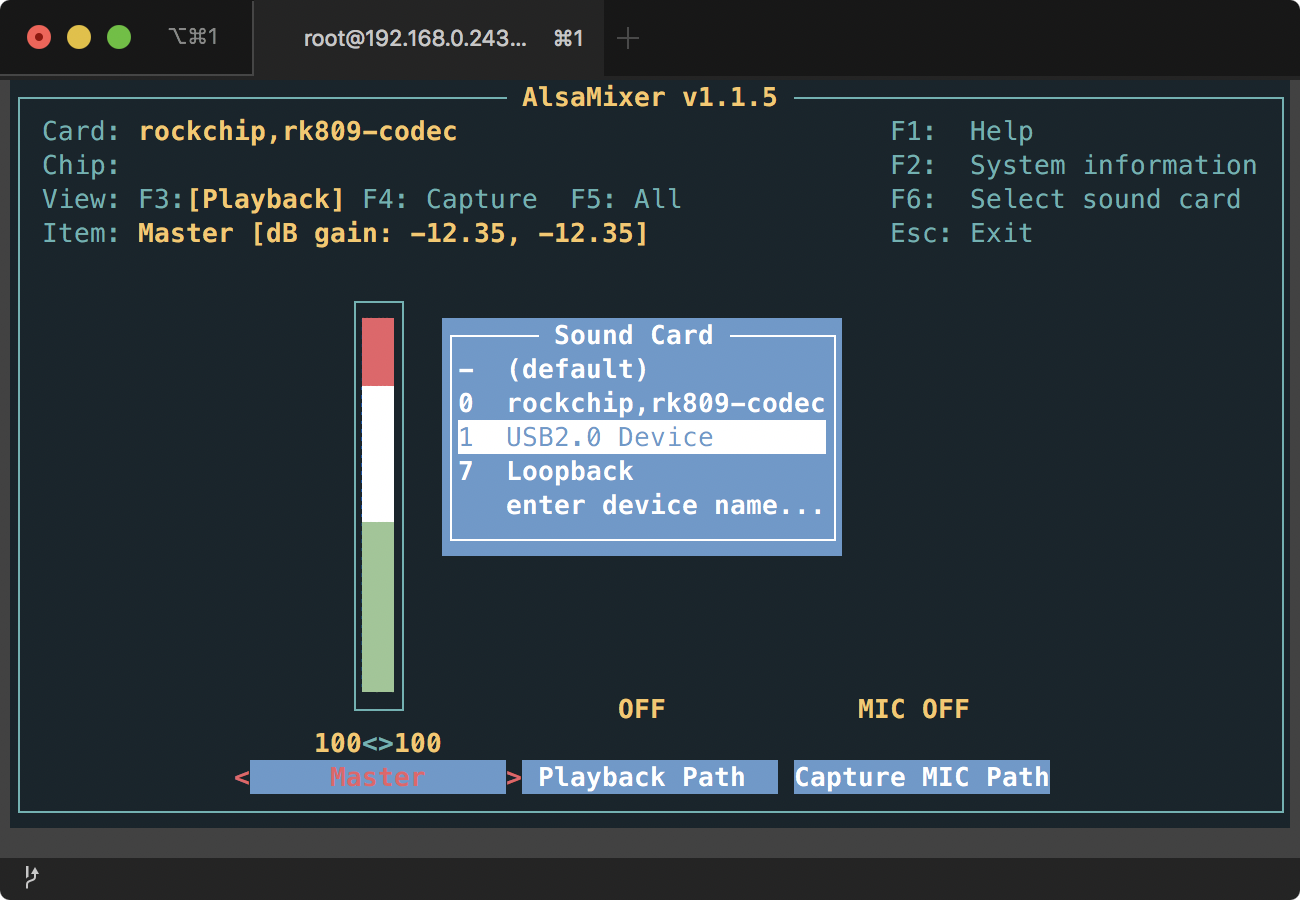 ⌥⌘1
root@192.168.0.243... ⌘1
AlsaMixer v1.1.5
Card: rockchip,rk809-codec F1: Help
Chip: F2: System information
View: F3:[Playback] F4: Capture F5: All F6: Select sound card
Item: Master [dB gain: -12.35, -12.35] Esc: Exit
Sound Card
- (default)
0 rockchip,rk809-codec
1 USB2.0 Device
7 Loopback
enter device name...
OFF MIC OFF
100<>100
< Master > Playback Path Capture MIC Path